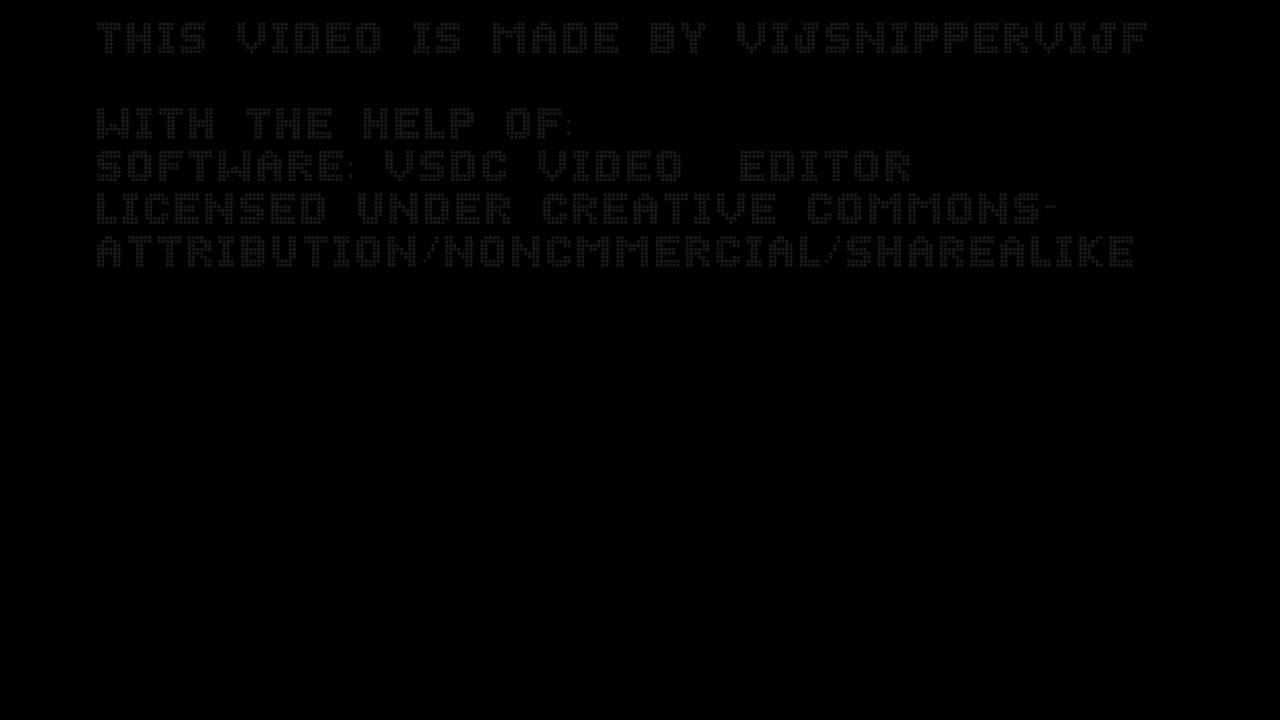 THIS VIDEO IS MADE BY VIJSNIPPERVIJF
WITH THE HELP OF:
SOFTWARE: VSDC VIDEO EDITOR
LICENSED UNDER CREATIVE COMMONS-
ATTRIBUTION/NONCMMERCIAL/SHAREALIKE